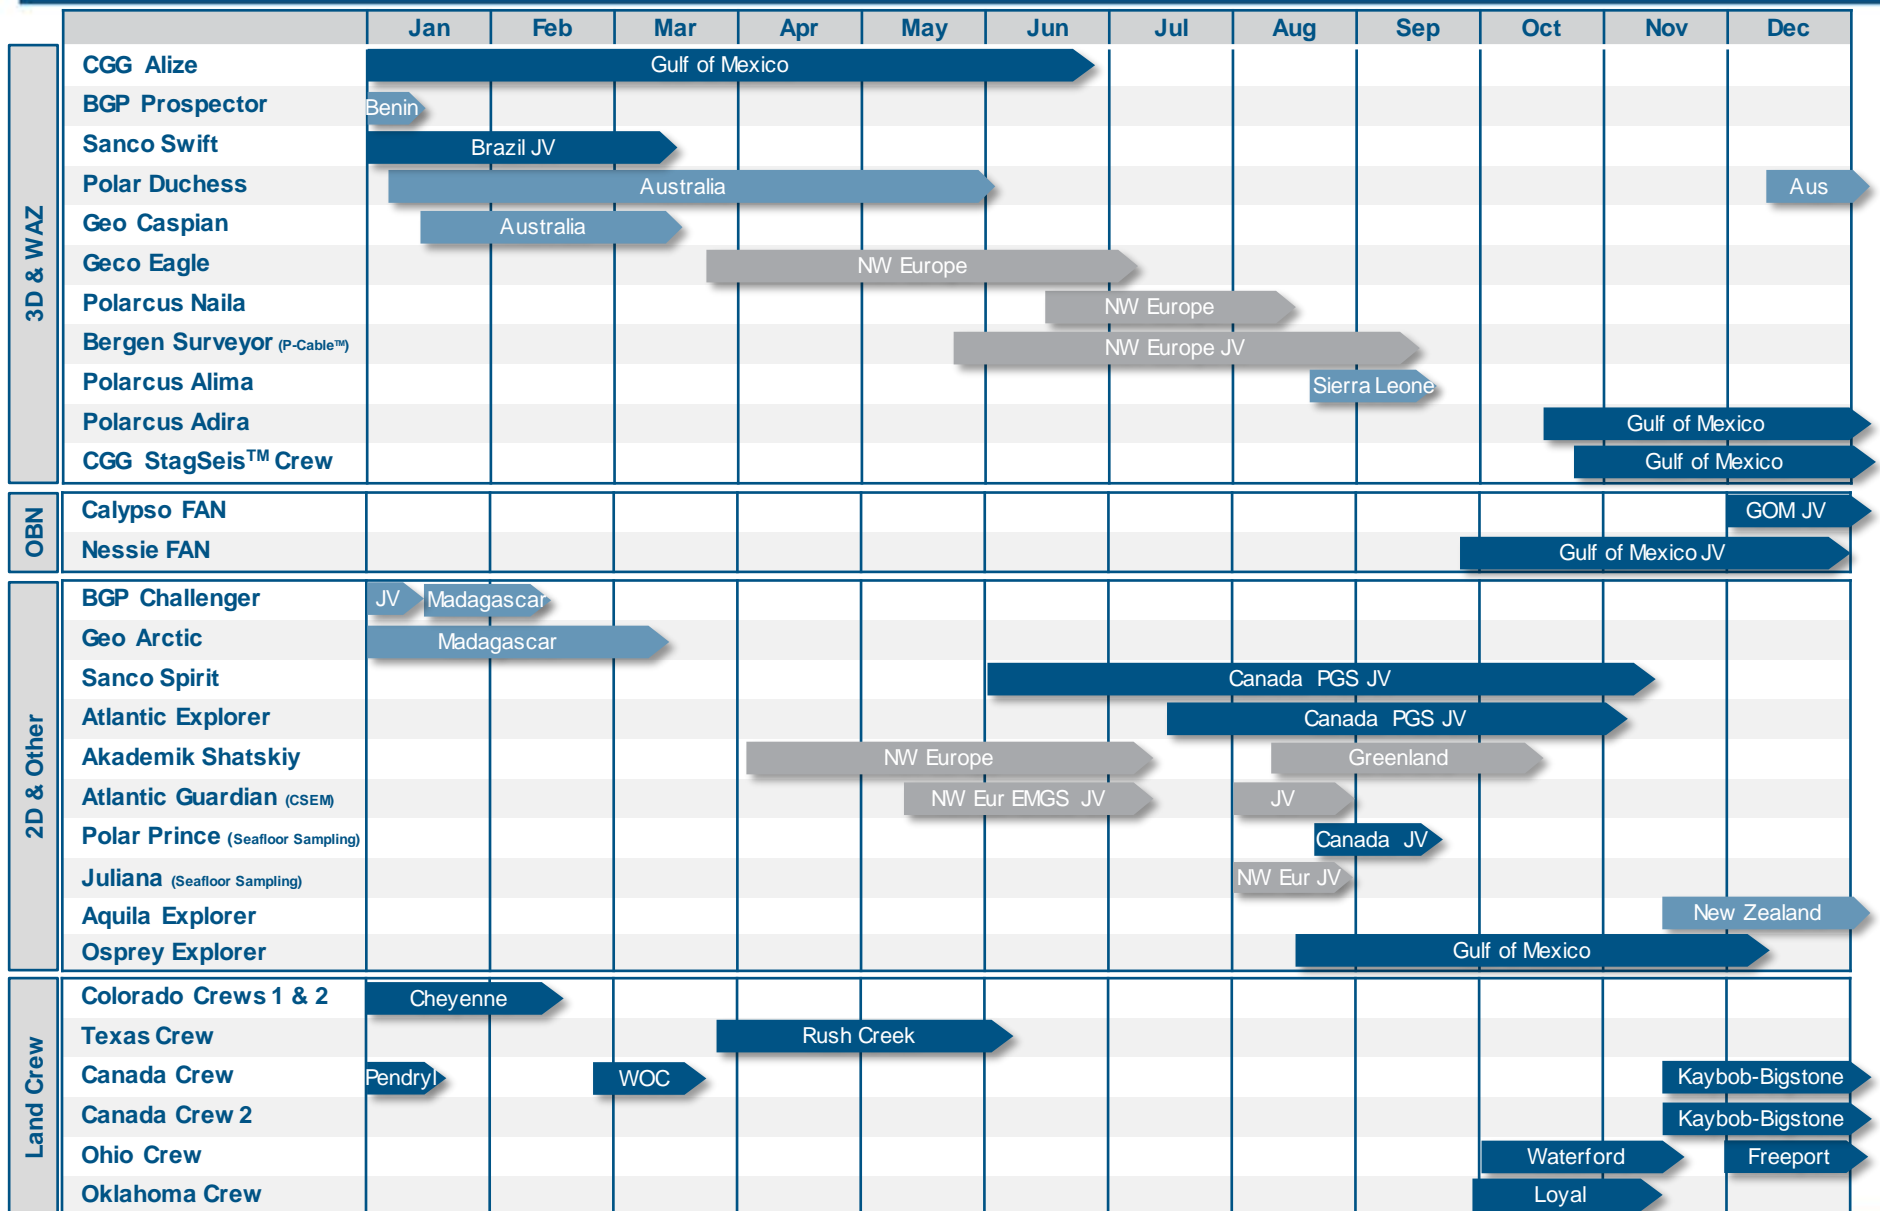 Jan Feb Mar Apr May Jun Jul Aug Sep Oct Nov Dec
3D & WAZ
CGG Alize Gulf of Mexico
BGP Prospector Benin
Sanco Swift Brazil JV
Polar Duchess Australia Aus
Geo Caspian Australia
Geco Eagle NW Europe
Polarcus Naila NW Europe
Bergen Surveyor (P-Cable™) NW Europe JV
Polarcus Alima Sierra Leone
Polarcus Adira Gulf of Mexico
CGG StagSeis™ Crew Gulf of Mexico
OBN
Calypso FAN GOM JV
Nessie FAN Gulf of Mexico JV
2D & Other
BGP Challenger JV Madagascar
Geo Arctic Madagascar
Sanco Spirit Canada PGS JV
Atlantic Explorer Canada PGS JV
Akademik Shatskiy NW Europe Greenland
Atlantic Guardian (CSEM) NW Eur EMGS JV JV
Polar Prince (Seafloor Sampling) Canada JV
Juliana (Seafloor Sampling) NW Eur JV
Aquila Explorer New Zealand
Osprey Explorer Gulf of Mexico
Land Crew
Colorado Crews 1 & 2 Cheyenne
Texas Crew Rush Creek
Canada Crew Pendryl WOC Kaybob-Bigstone
Canada Crew 2 Kaybob-Bigstone
Ohio Crew Waterford Freeport
Oklahoma Crew Loyal